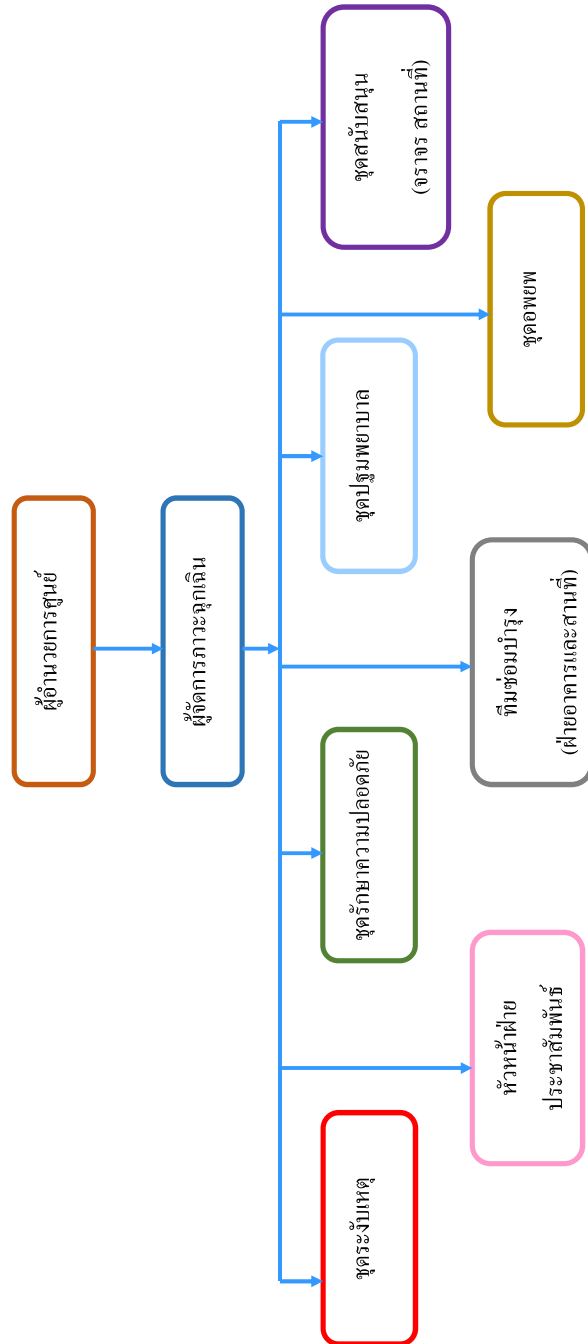 ผู้อำนวยการศูนย์
ผู้จัดการภาวะฉุกเฉิน
ชุดระงับเหตุ
หัวหน้าฝ่าย
ประชาสัมพันธ์
ชุดรักษาความปลอดภัย
ทีมซ่อมบำรุง
(ฝ่ายอาคารและสานที่)
ชุดปฐมพยาบาล
ชุดอพยพ
ชุดสนับสนุน
(จราจร สถานที่)